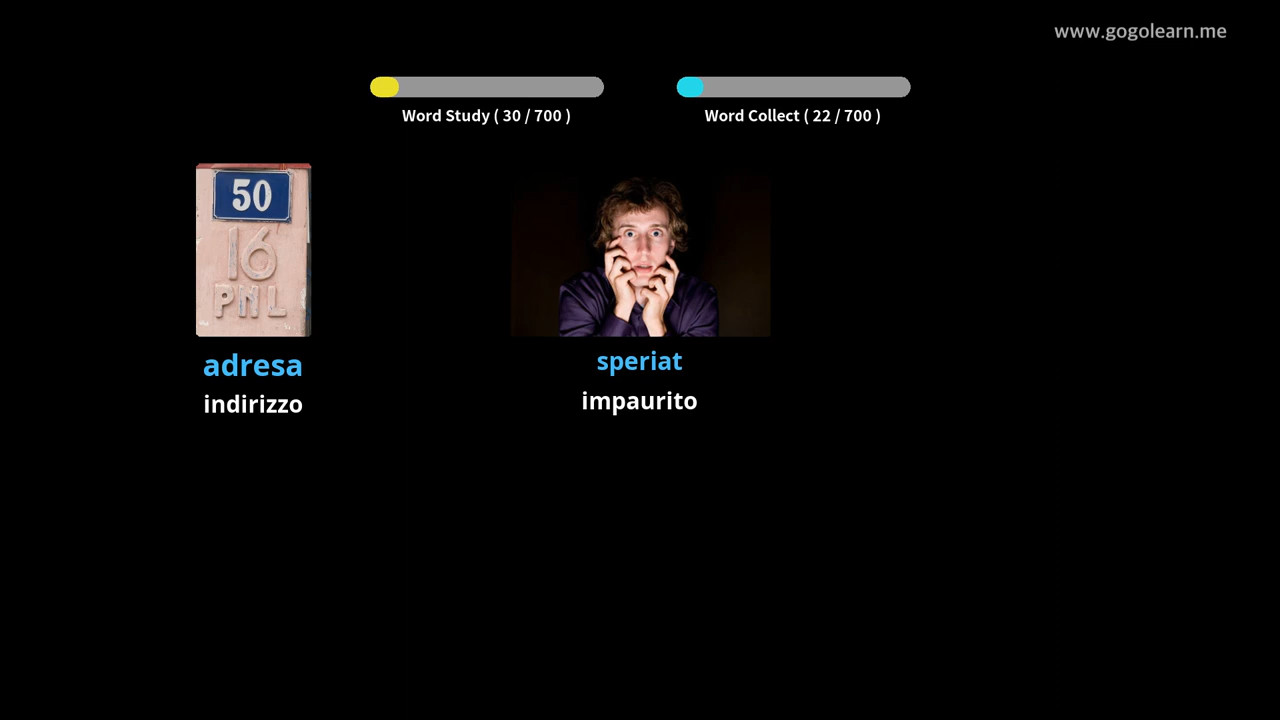 www.gogolearn.me
Word Study ( 30 / 700 )
Word Collect ( 22 / 700 )
50
16
PNL
adresa
indirizzo
speriat
impaurito